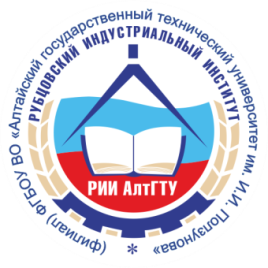 (филиал) ФГБОУ ВО «Алтайский государственный технический университет им. И.И. Ползунова»
РУБЦОВСКИЙ ИНДУСТРИАЛЬНЫЙ ИНСТИТУТ
РИИ АлтГТУ